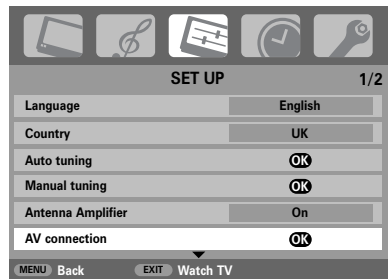 SET UP 1/2
Language English
Country UK
Auto tuning OK
Manual tuning OK
Antenna Amplifier On
AV connection OK
MENU Back EXIT Watch TV